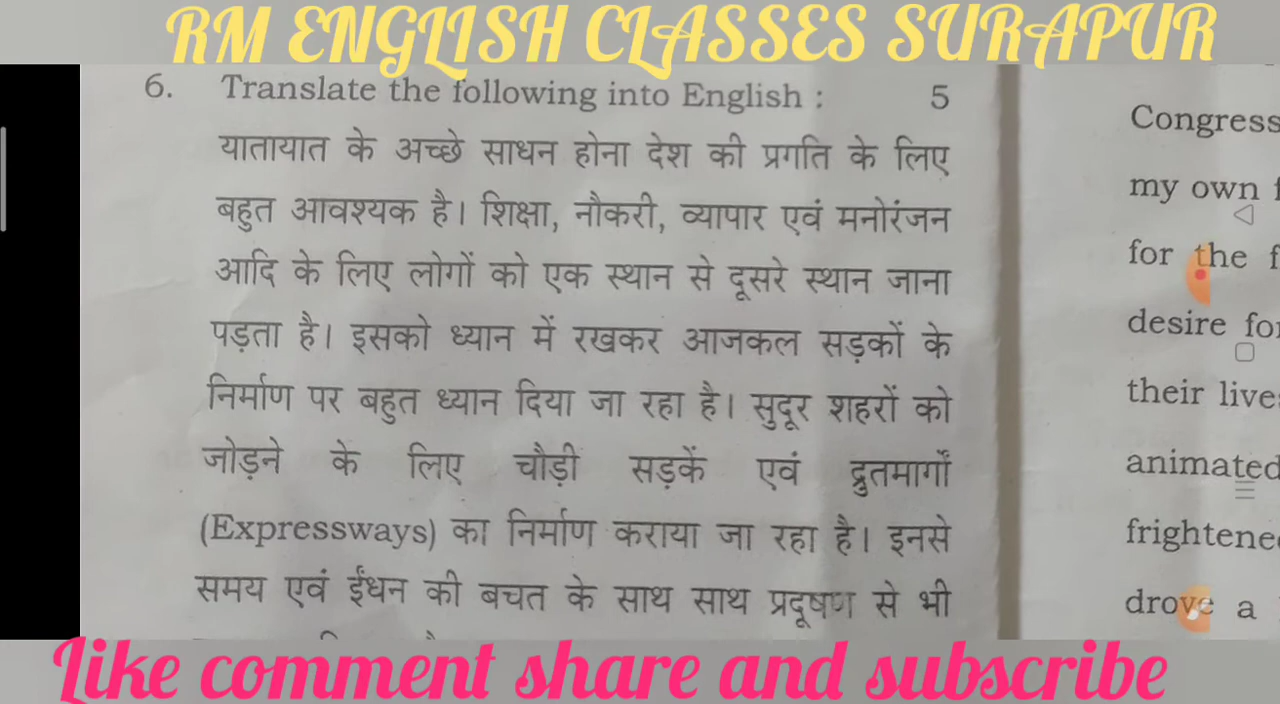 RM ENGLISH CLASSES SURAPUR
6. Translate the following into English : 5
यातायात के अच्छे साधन होना देश की प्रगति के लिए
बहुत आवश्यक है। शिक्षा, नौकरी, व्यापार एवं मनोरंजन
आदि के लिए लोगों को एक स्थान से दूसरे स्थान जाना
पड़ता है। इसको ध्यान में रखकर आजकल सड़कों के
निर्माण पर बहुत ध्यान दिया जा रहा है। सुदूर शहरों को
जोड़ने के लिए चौड़ी सड़कें एवं द्रुतमार्गों
(Expressways) का निर्माण कराया जा रहा है। इनसे
समय एवं ईंधन की बचत के साथ साथ प्रदूषण से भी
Congress
my own
for the
desire for
their lives
animated
frightened
drove a
Like comment share and subscribe